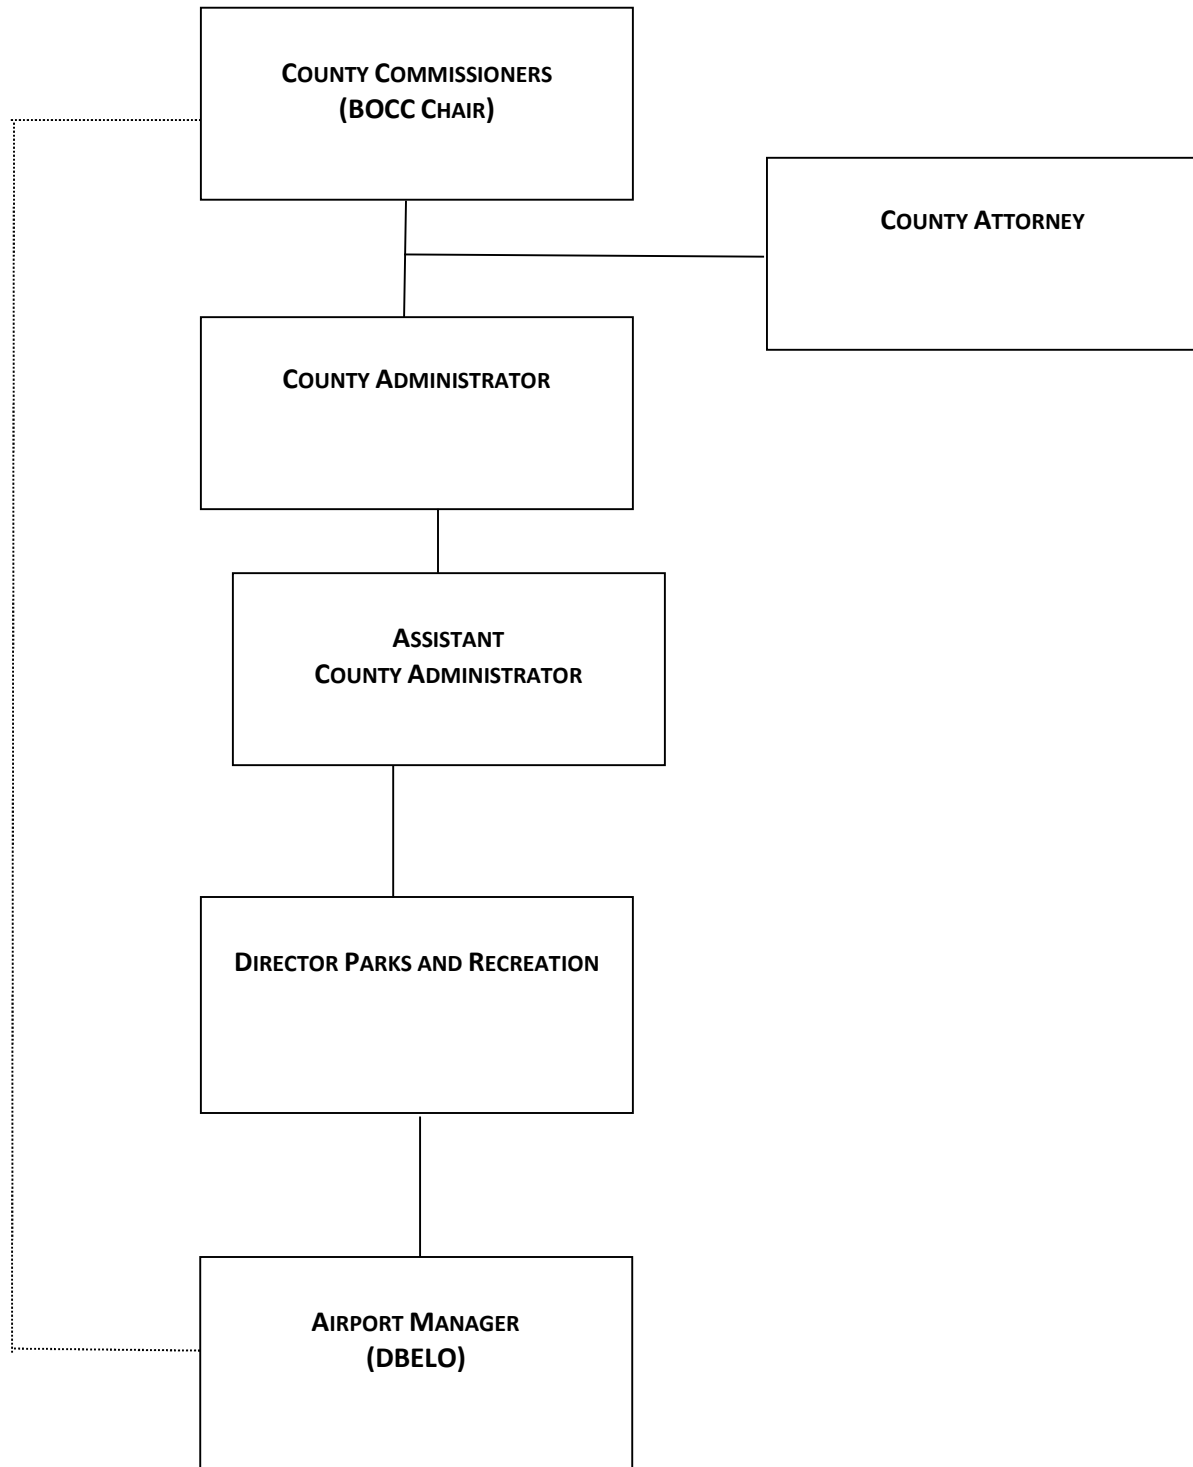 COUNTY COMMISSIONERS
(BOCC CHAIR)
COUNTY ATTORNEY
COUNTY ADMINISTRATOR
ASSISTANT
COUNTY ADMINISTRATOR
DIRECTOR PARKS AND RECREATION
AIRPORT MANAGER
(DBELO)